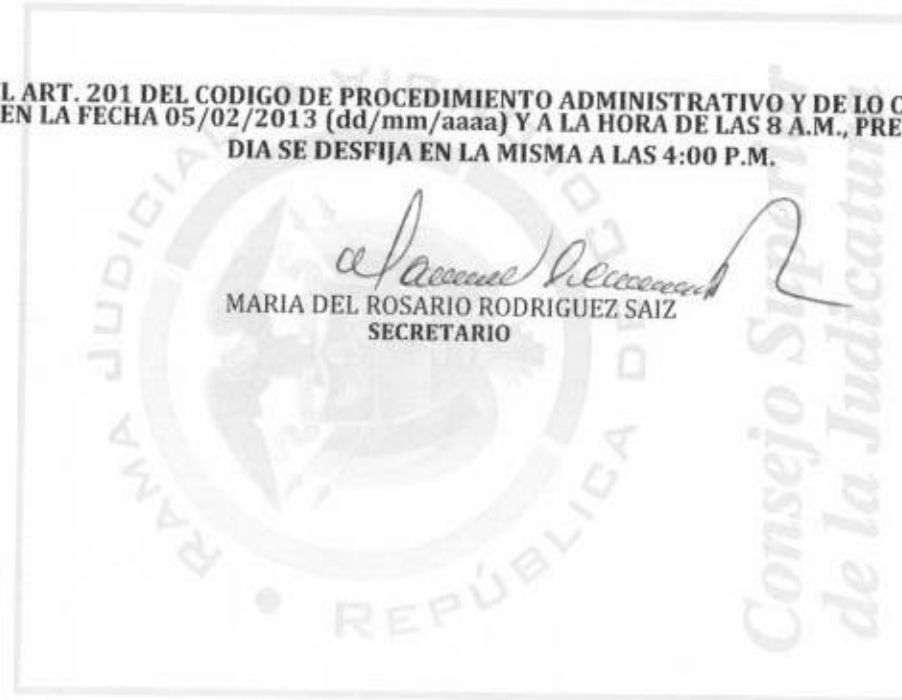 L ART. 201 DEL CODIGO DE PROCEDIMIENTO ADMINISTRATIVO Y DE LO C
EN LA FECHA 05/02/2013 (dd/mm/aaaa) Y A LA HORA DE LAS 8 A.M., PRE
DIA SE DESFIJA EN LA MISMA A LAS 4:00 P.M.
MARIA DEL ROSARIO RODRIGUEZ SAIZ
SECRETARIO
RAMA JUDICIAL
REPÚBLICA
Consejo Superior
de la Judicatura